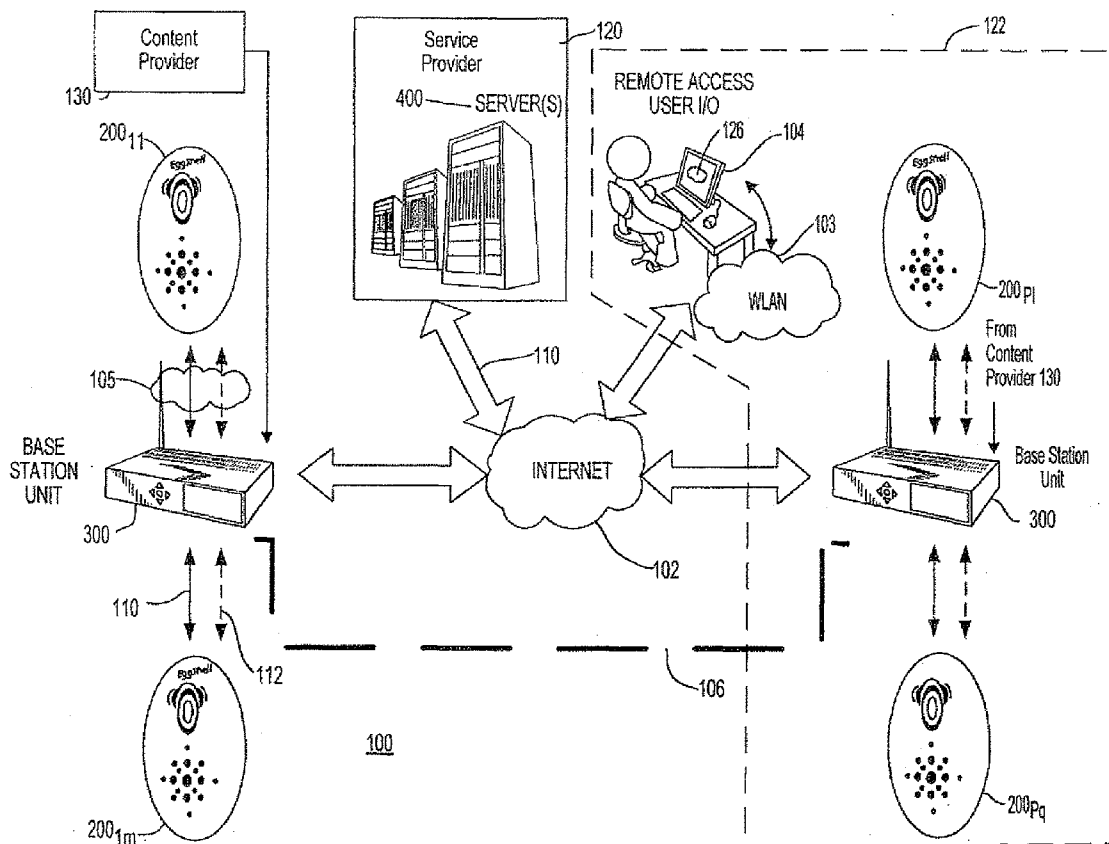 Content
Provider
130
Service
Provider
120
400
SERVER(S)
122
REMOTE ACCESS
USER I/O
126
104
103
WLAN
200 11
Eggshell
Eggshell
200 Pl
From
Content
Provider 130
105
110
BASE
STATION
UNIT
300
INTERNET
102
Base Station
Unit
300
110
112
106
Eggshell
100
200 1m
200 Pq